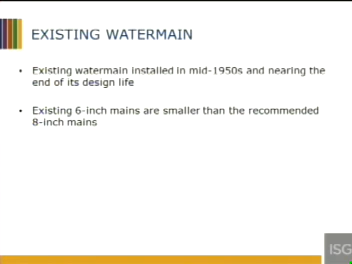 EXISTING WATERMAIN
• Existing watermain installed in mid-1950s and nearing the
end of its design life
• Existing 6-inch mains are smaller than the recommended
8-inch mains
ISG